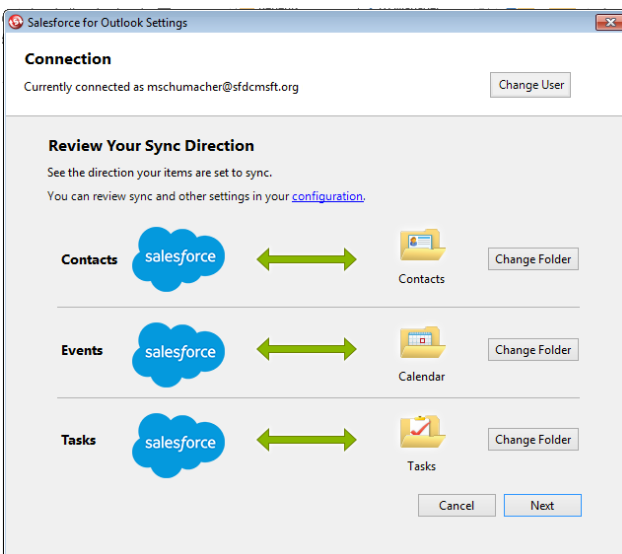 Salesforce for Outlook Settings
Connection
Currently connected as mschumacher@sfdcmsft.org
Change User
Review Your Sync Direction
See the direction your items are set to sync.
You can review sync and other settings in your configuration.
Contacts
salesforce
Contacts
Change Folder
Events
salesforce
Calendar
Change Folder
Tasks
salesforce
Tasks
Change Folder
Cancel
Next